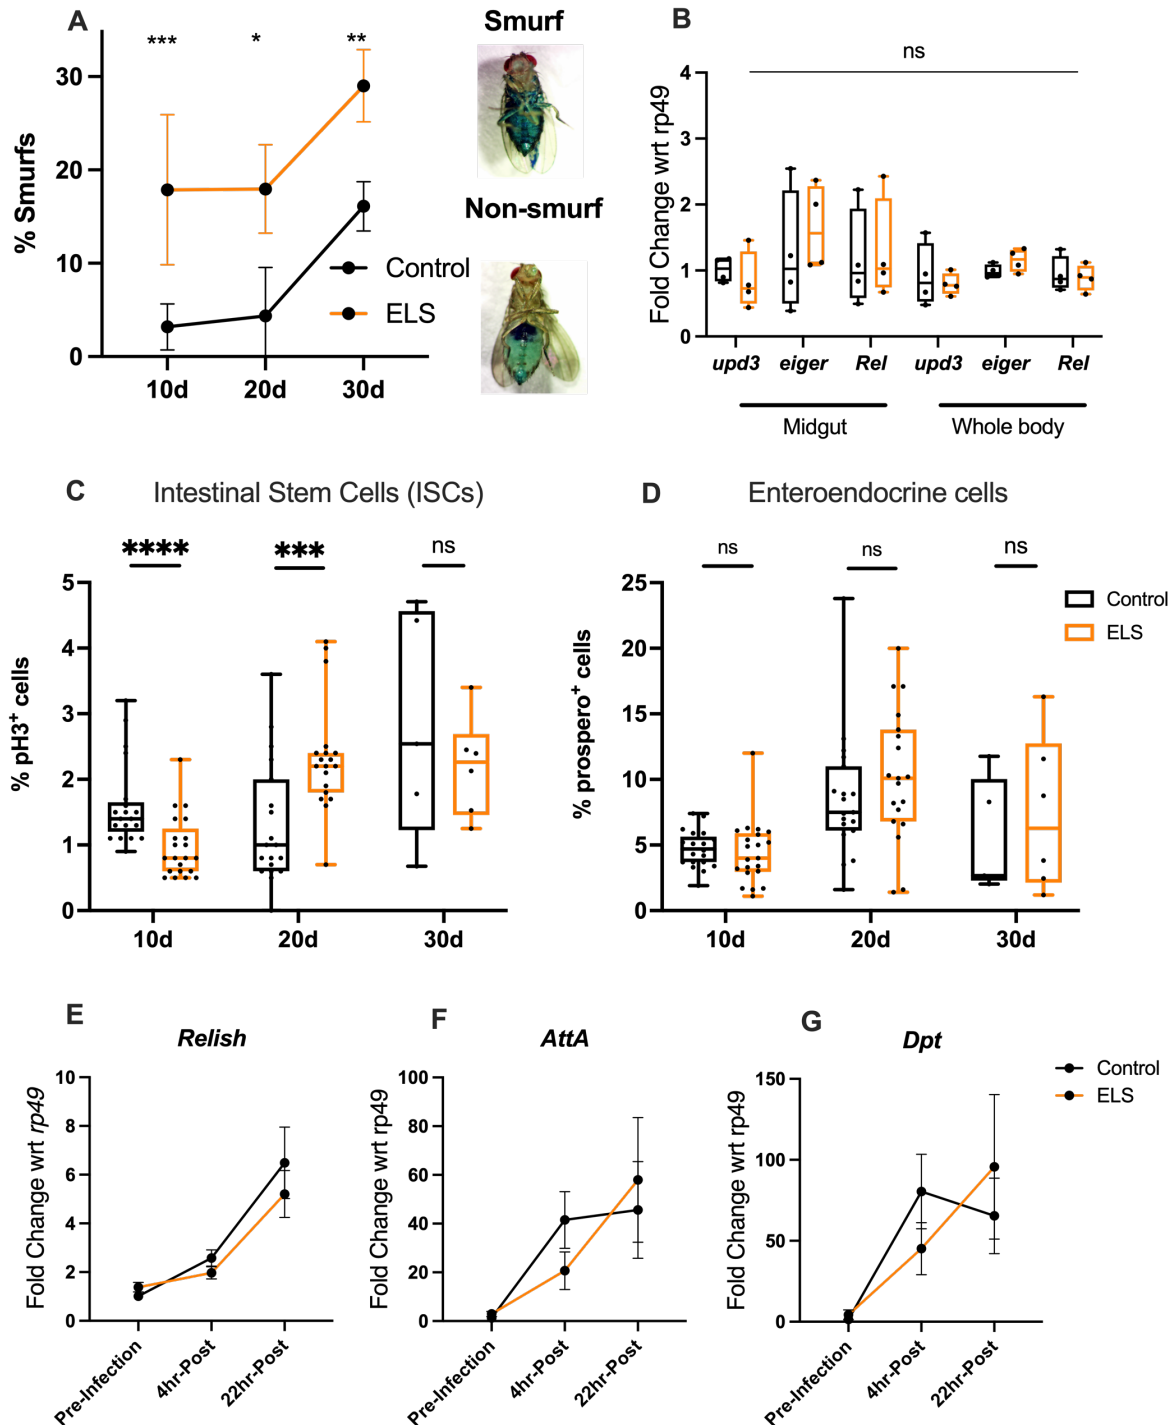 A
***
*
**
% Smurfs
30
20
10
0
10d
20d
30d
Control
ELS
Smurf
Non-smurf
B
ns
Fold Change wrt rp49
4
3
2
1
0
upd3
eiger
Rel
upd3
eiger
Rel
Midgut
Whole body
C
Intestinal Stem Cells (ISCs)
****
***
ns
% pH3+ cells
5
4
3
2
1
0
10d
20d
30d
D
Enteroendocrine cells
ns
ns
ns
% prospero+ cells
25
20
15
10
5
0
10d
20d
30d
Control
ELS
E
Relish
Fold Change wrt rp49
10
8
6
4
2
0
Pre-Infection
4hr-Post
22hr-Post
F
AttA
Fold Change wrt rp49
100
80
60
40
20
0
Pre-Infection
4hr-Post
22hr-Post
G
Dpt
Fold Change wrt rp49
150
100
50
0
Pre-Infection
4hr-Post
22hr-Post
Control
ELS